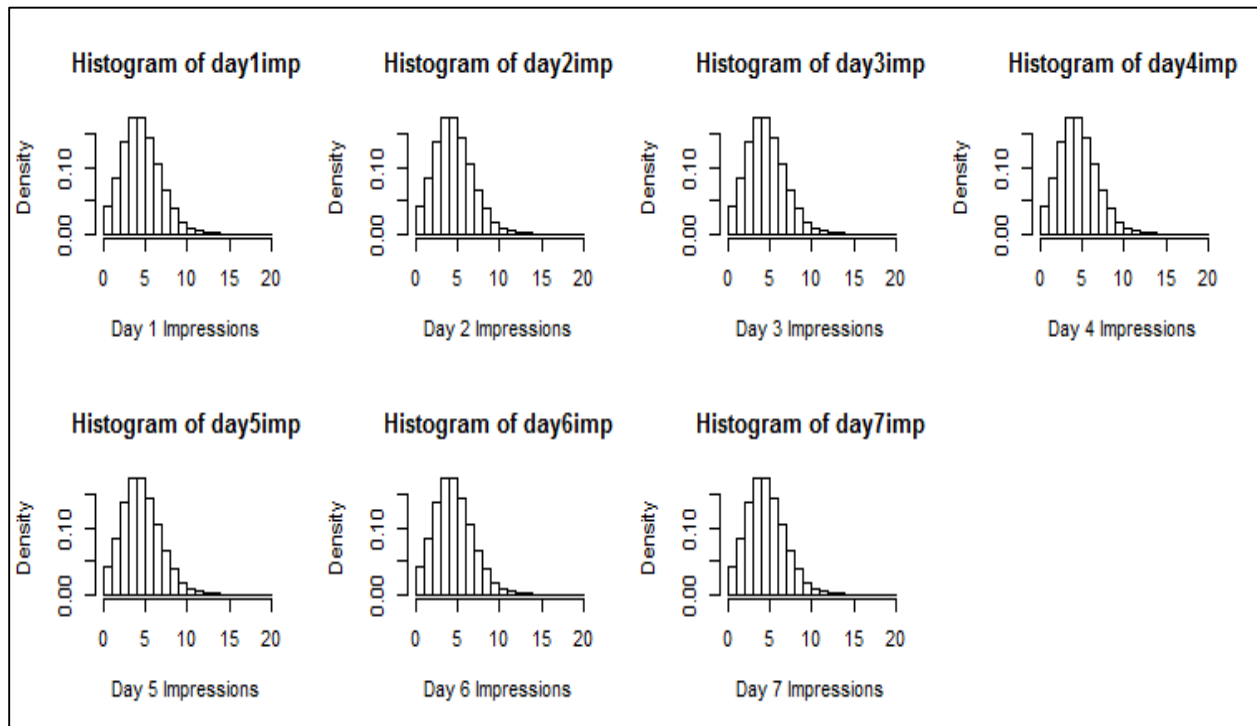 Histogram of day1imp
Density
0.00 0.10
0 5 10 15 20
Day 1 Impressions
Histogram of day2imp
Density
0.00 0.10
0 5 10 15 20
Day 2 Impressions
Histogram of day3imp
Density
0.00 0.10
0 5 10 15 20
Day 3 Impressions
Histogram of day4imp
Density
0.00 0.10
0 5 10 15 20
Day 4 Impressions
Histogram of day5imp
Density
0.00 0.10
0 5 10 15 20
Day 5 Impressions
Histogram of day6imp
Density
0.00 0.10
0 5 10 15 20
Day 6 Impressions
Histogram of day7imp
Density
0.00 0.10
0 5 10 15 20
Day 7 Impressions